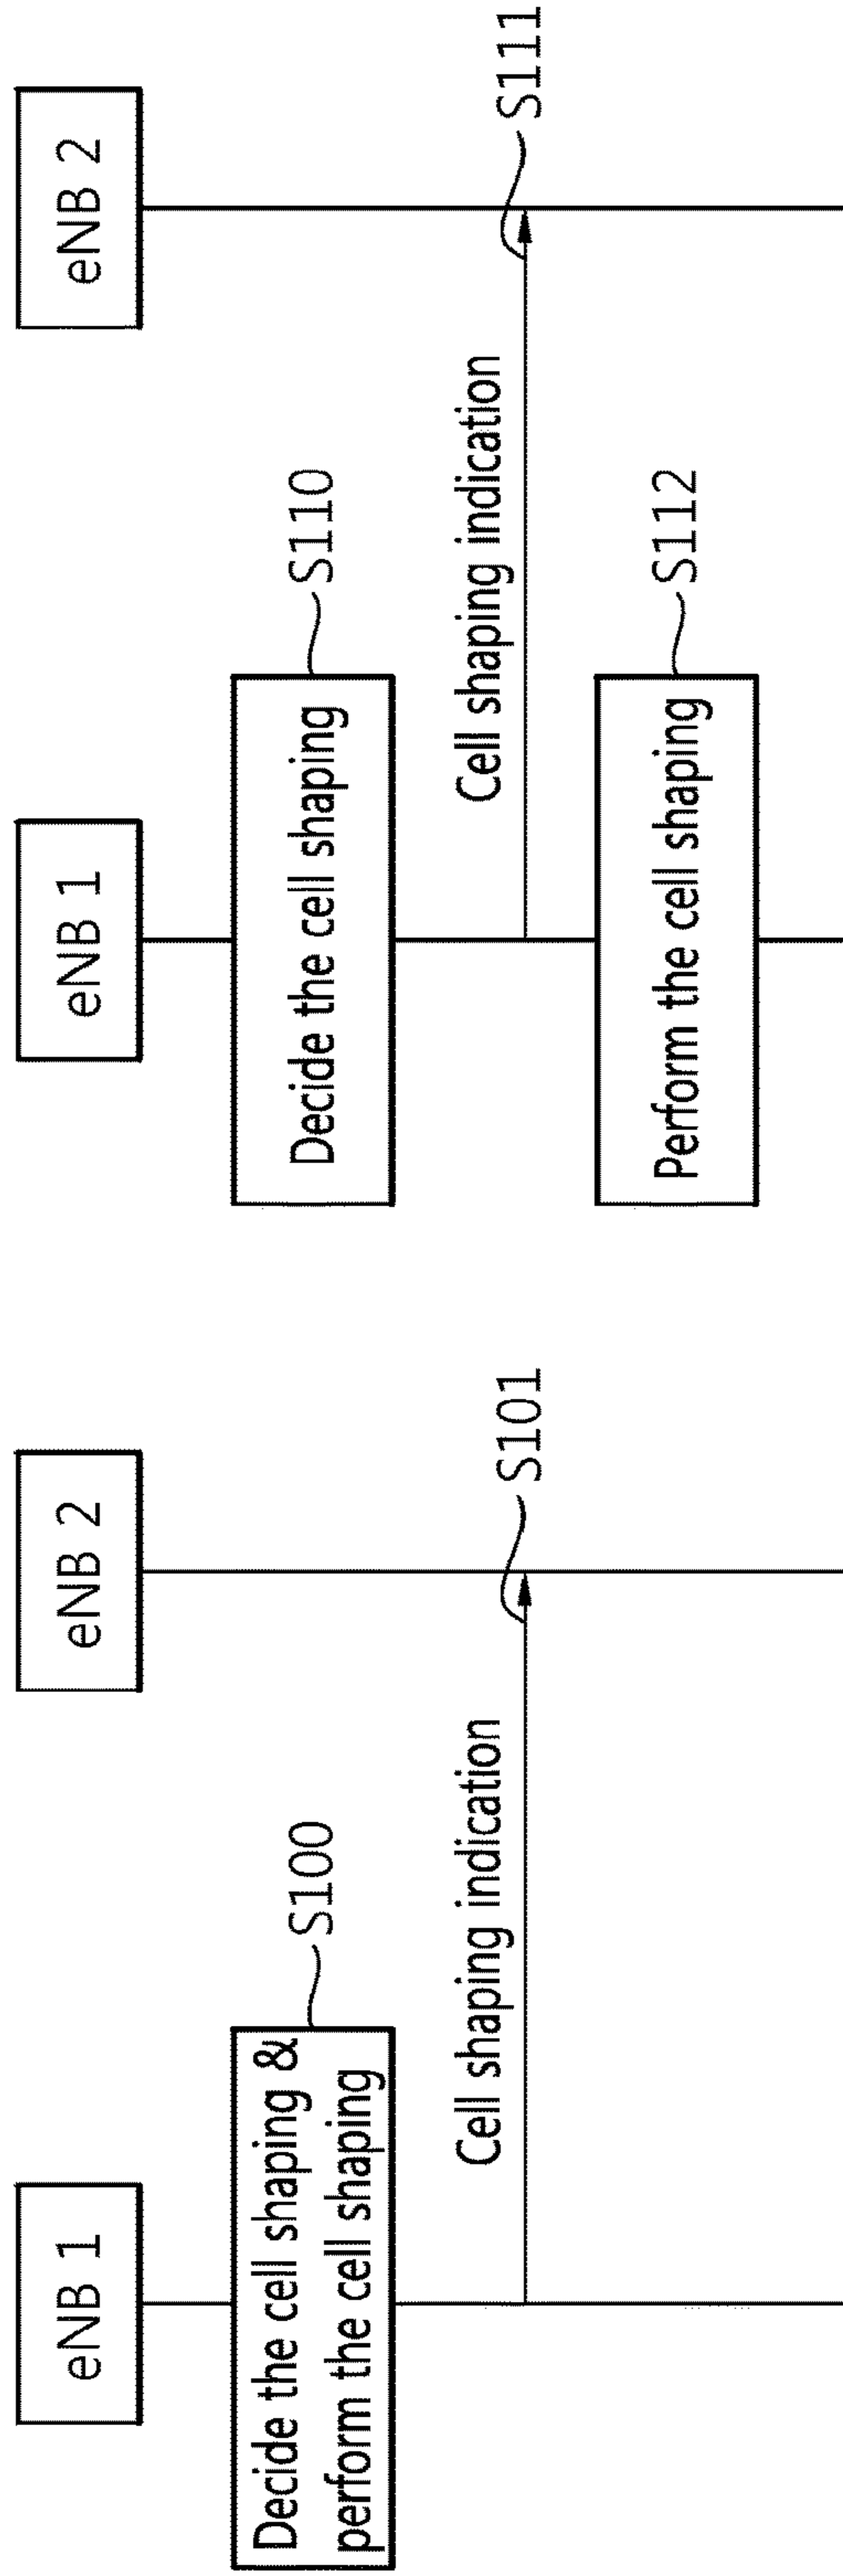 eNB 1
eNB 2
Decide the cell shaping &
perform the cell shaping
S100
Cell shaping indication
S101
eNB 1
eNB 2
Decide the cell shaping
S110
Cell shaping indication
S111
Perform the cell shaping
S112